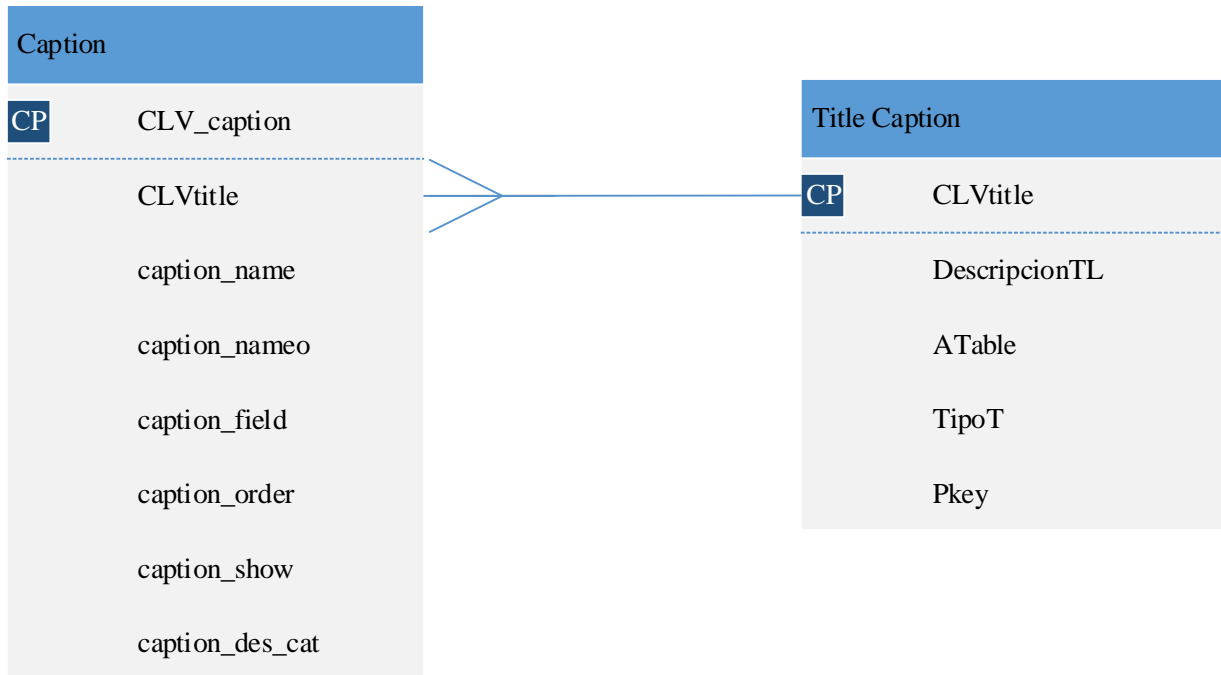 Caption
CP CLV_caption
CLVtitle
caption_name
caption_nameo
caption_field
caption_order
caption_show
caption_des_cat
Title Caption
CP CLVtitle
DescripcionTL
ATable
TipoT
Pkey